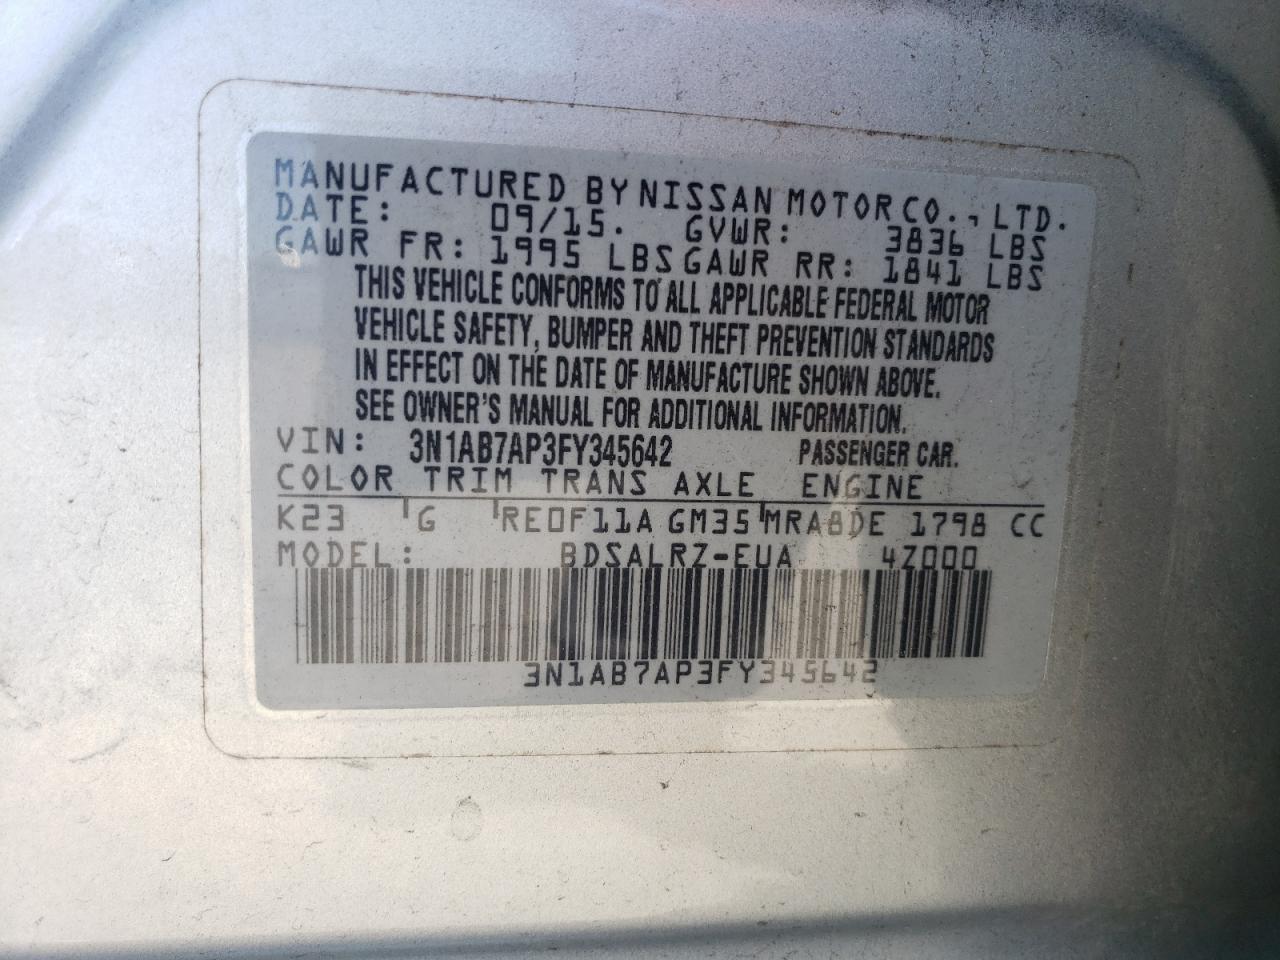 MANUFACTURED BY NISSAN MOTOR CO., LTD.
DATE: 09/15. GVWR: 3836 LBS
GAWR FR: 1995 LBS GAWR RR: 1841 LBS
THIS VEHICLE CONFORMS TO ALL APPLICABLE FEDERAL MOTOR
VEHICLE SAFETY, BUMPER AND THEFT PREVENTION STANDARDS
IN EFFECT ON THE DATE OF MANUFACTURE SHOWN ABOVE.
SEE OWNER'S MANUAL FOR ADDITIONAL INFORMATION.
VIN: 3N1AB7AP3FY345642 PASSENGER CAR.
COLOR TRIM TRANS AXLE ENGINE
K23 G RE0F11A GM35 MRA8DE 1798 CC
MODEL: BDSALRZ-EUA 4Z000
3N1AB7AP3FY345642